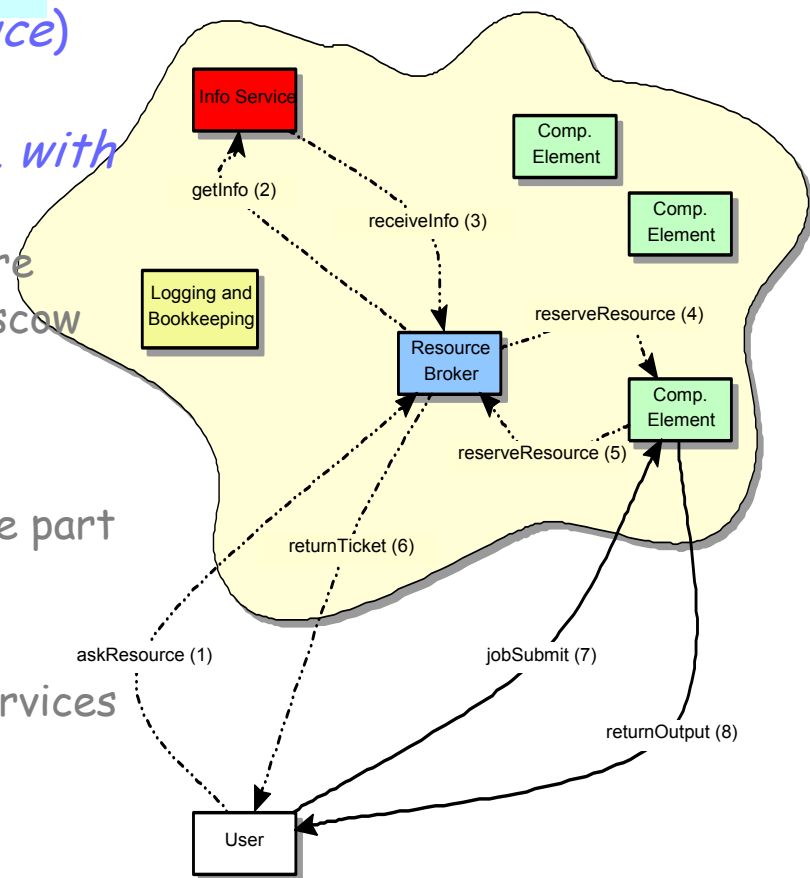 ce)
with
re
scow
e part
rvices
Info Service
Comp.
Element
getInfo (2)
receiveInfo (3)
Comp.
Element
Logging and
Bookkeeping
reserveResource (4)
Resource
Broker
Comp.
Element
reserveResource (5)
returnTicket (6)
askResource (1)
jobSubmit (7)
returnOutput (8)
User